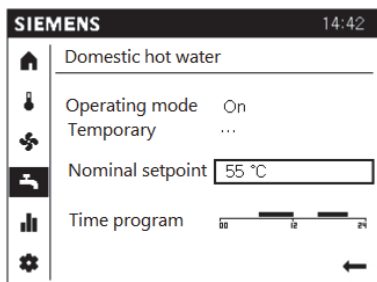 SIEMENS 14:42
Domestic hot water
Operating mode On
Temporary ...
Nominal setpoint 55 °C
Time program
00 12 24